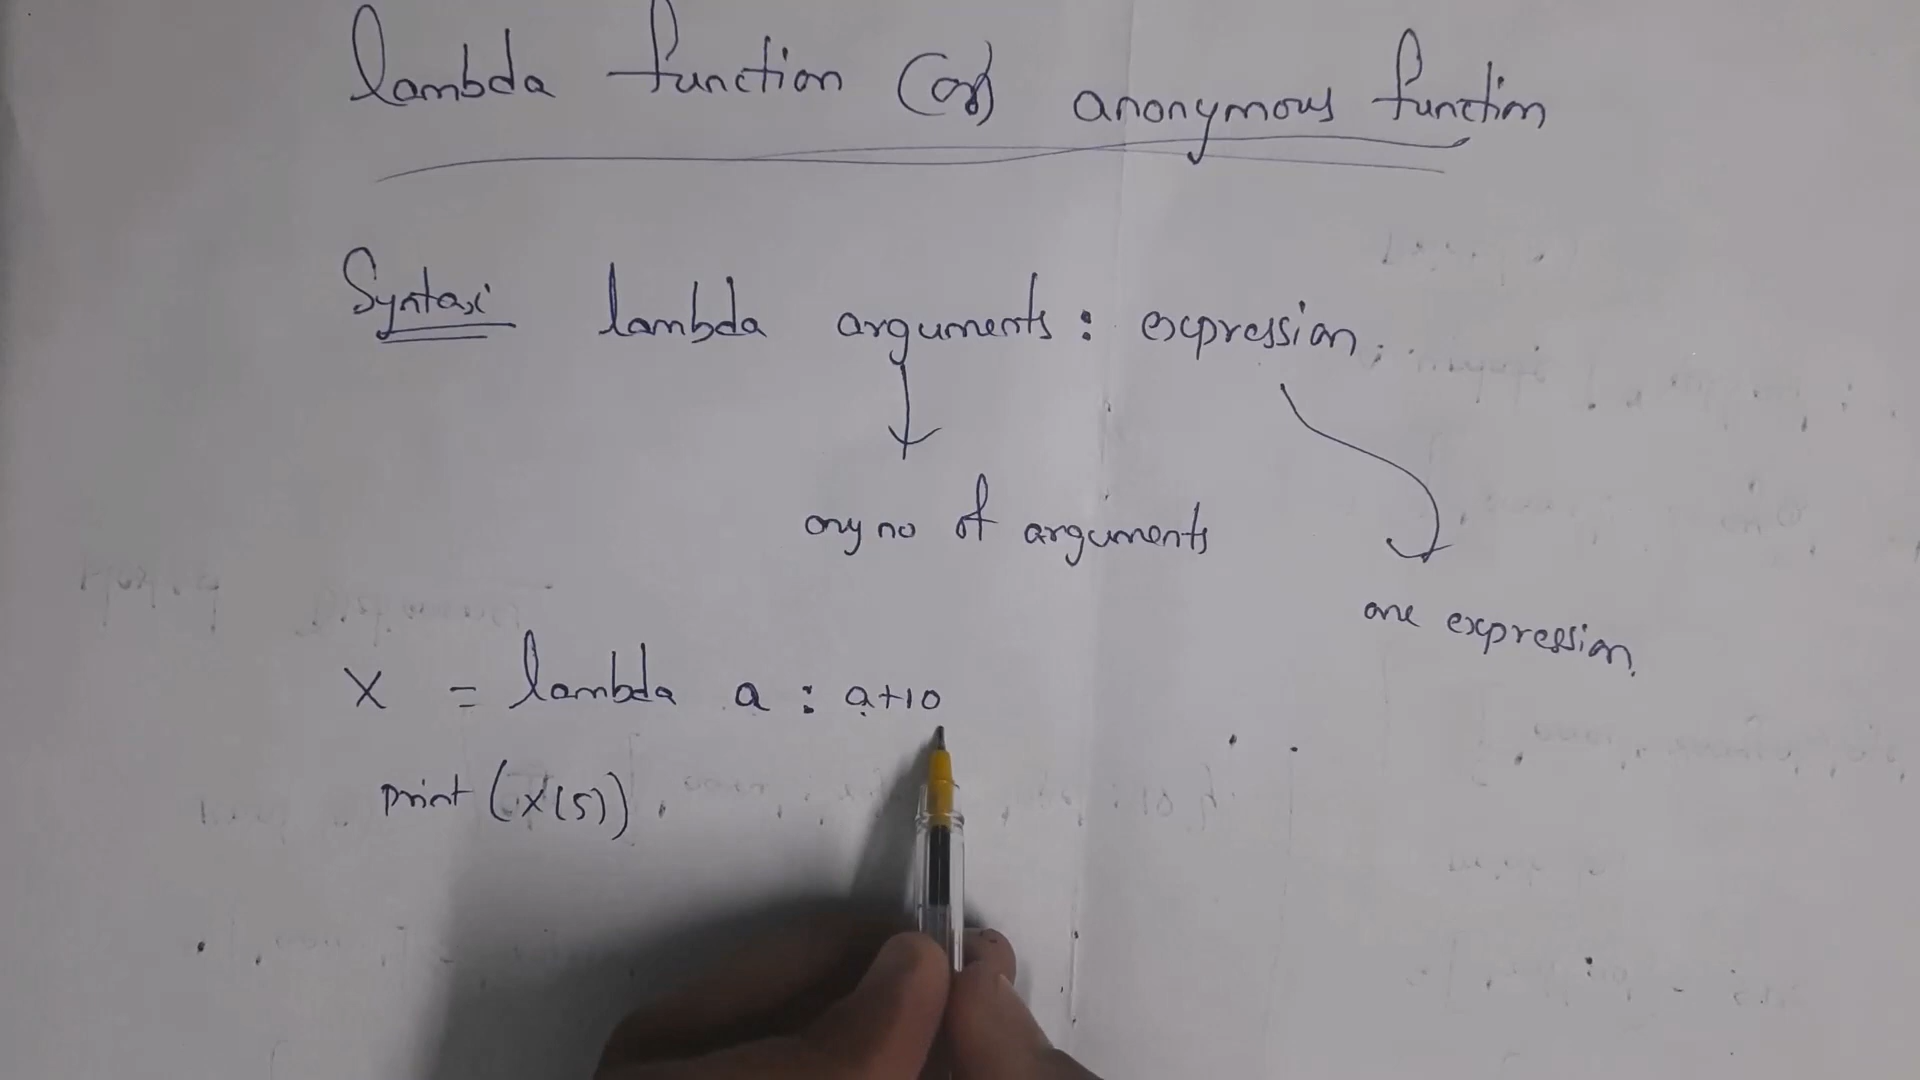 lambda function (or) anonymous function
Syntax: lambda arguments : expression.
any no of arguments
one expression.
X = lambda a : a+10
print (X(5)).